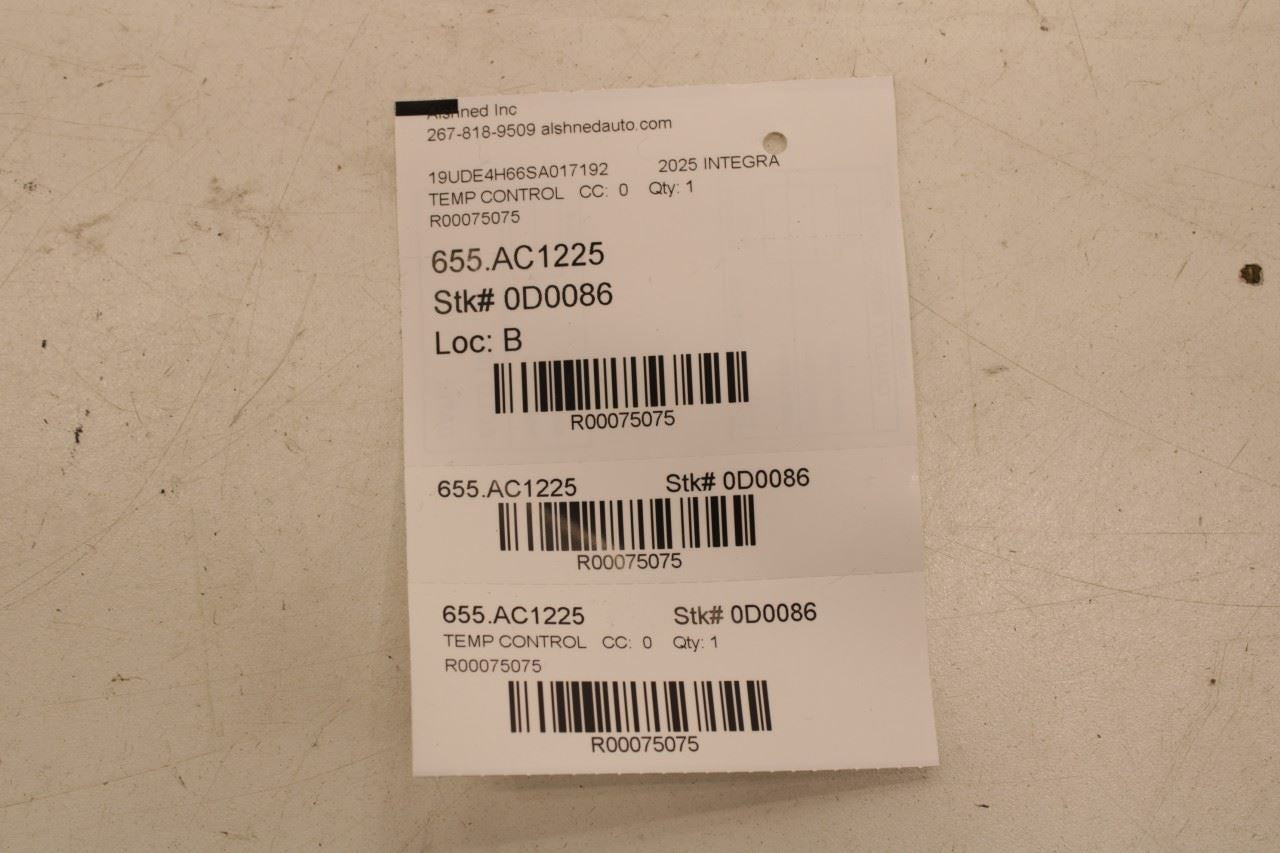 Alshned Inc
267-818-9509 alshnedauto.com
19UDE4H66SA017192 2025 INTEGRA
TEMP CONTROL CC: 0 Qty: 1
R00075075
655.AC1225
Stk# 0D0086
Loc: B
R00075075
655.AC1225 Stk# 0D0086
R00075075
655.AC1225 Stk# 0D0086
TEMP CONTROL CC: 0 Qty: 1
R00075075
R00075075